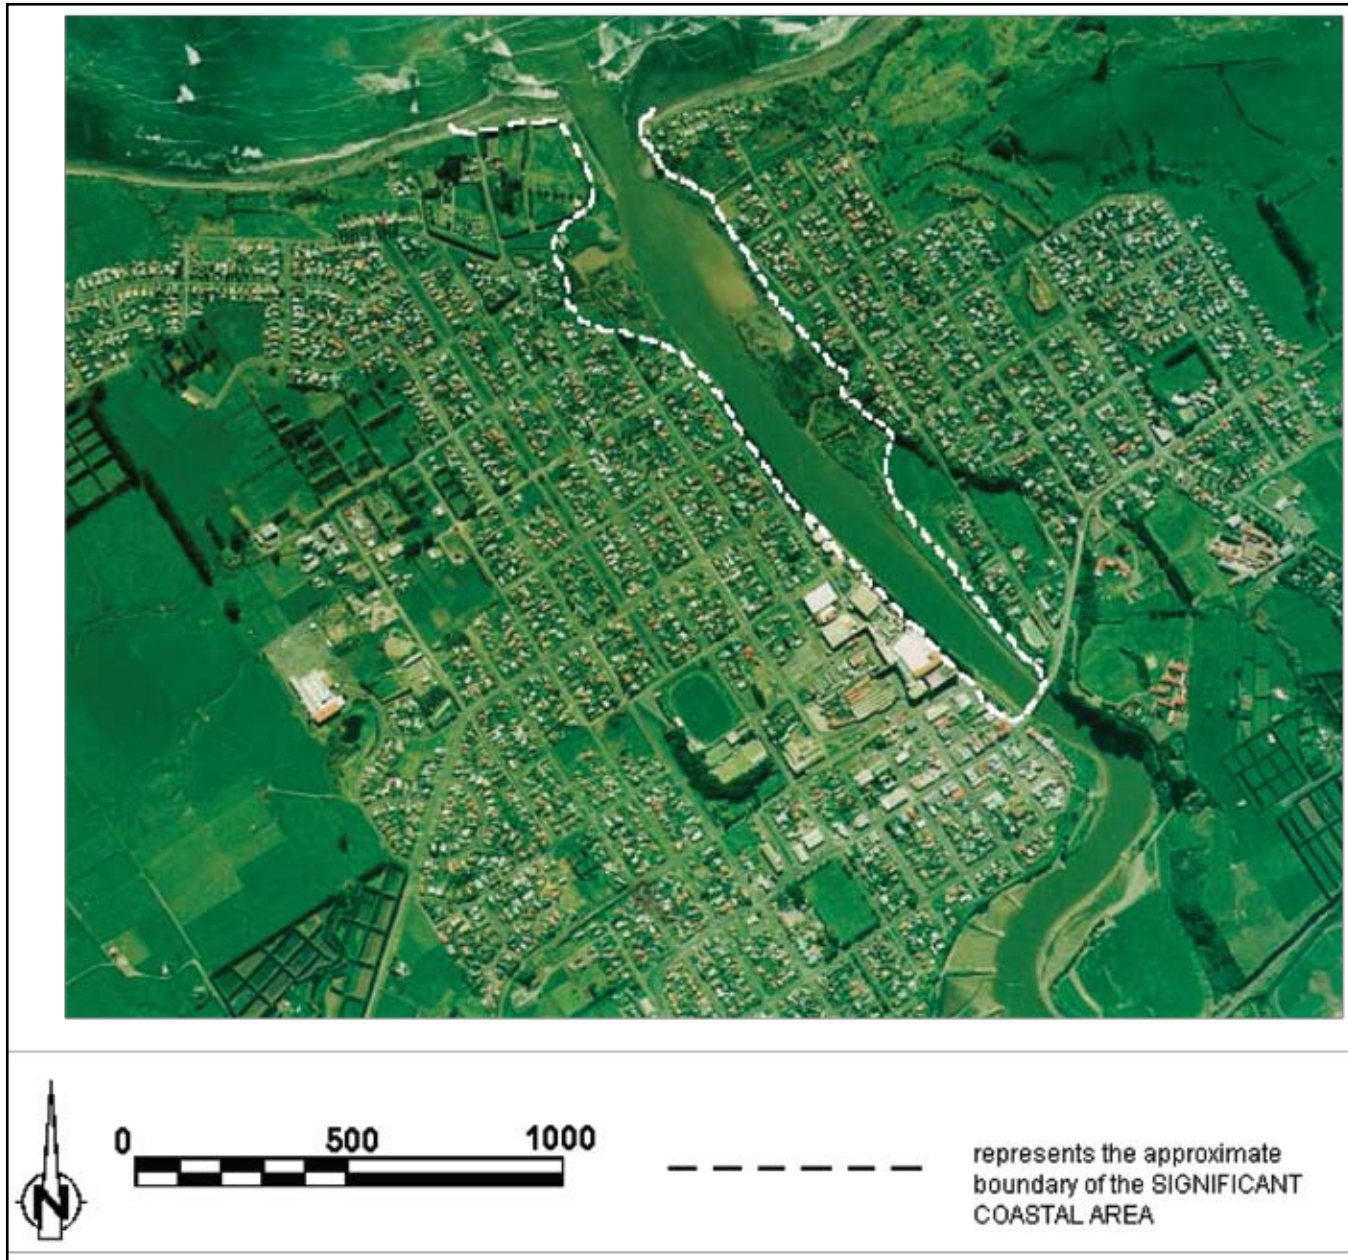 0 500 1000
N
represents the approximate
boundary of the SIGNIFICANT
COASTAL AREA